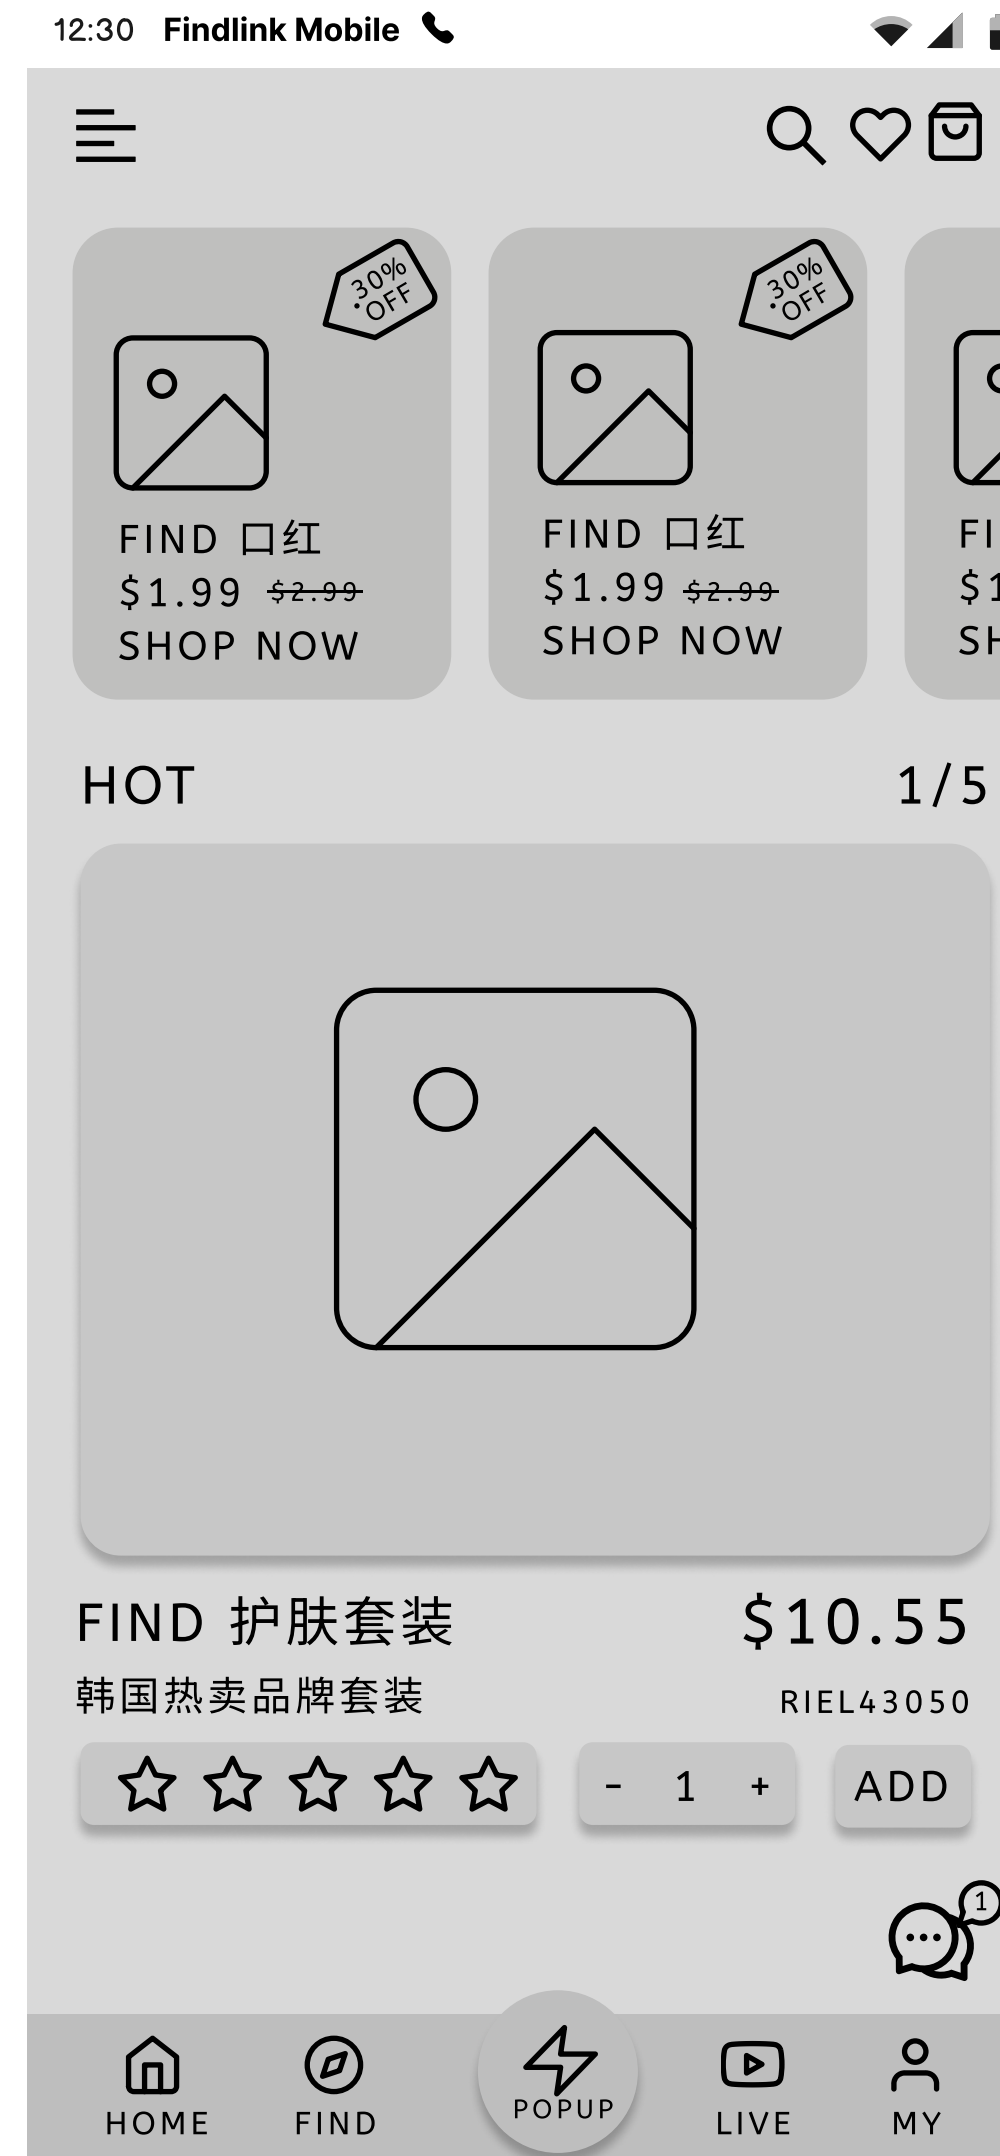 12:30 Findlink Mobile
30% OFF
FIND 口红
$1.99 $2.99
SHOP NOW
30% OFF
FIND 口红
$1.99 $2.99
SHOP NOW
HOT 1/5
FIND 护肤套装 $10.55
韩国热卖品牌套装 RIEL43050
- 1 + ADD
1
HOME FIND POPUP LIVE MY